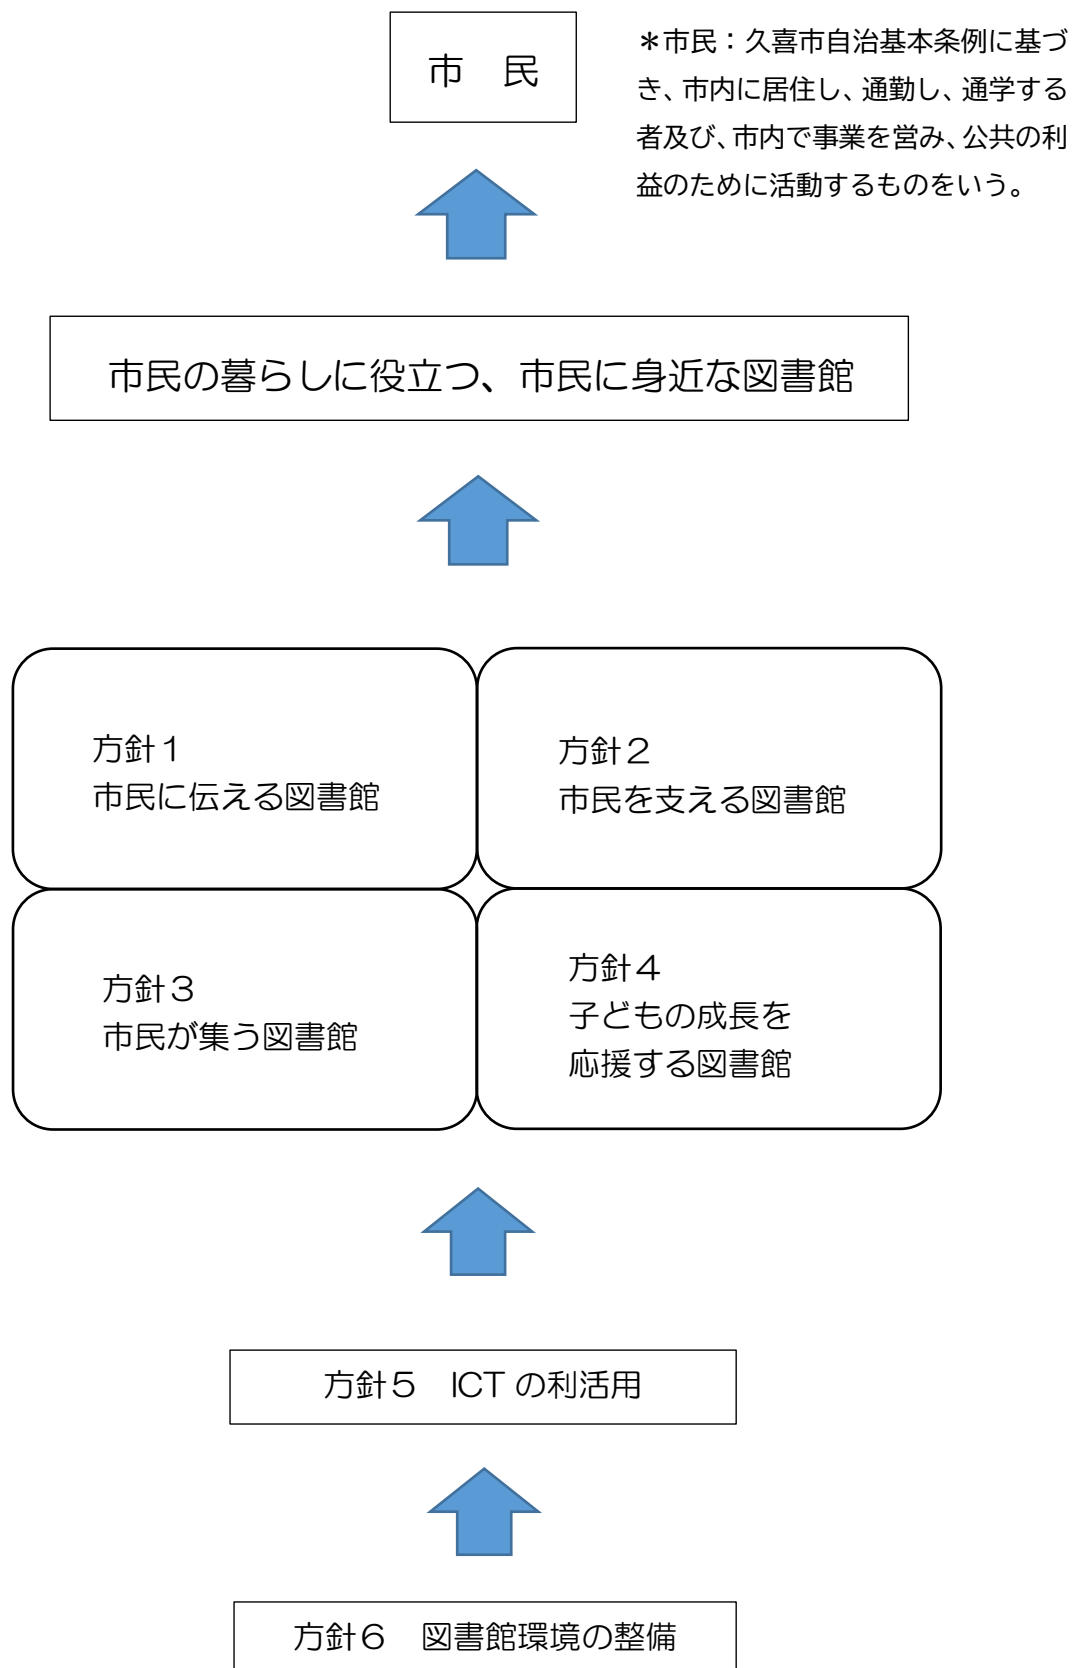 市　民
＊市民：久喜市自治基本条例に基づ
き、市内に居住し、通勤し、通学する
者及び、市内で事業を営み、公共の利
益のために活動するものをいう。
市民の暮らしに役立つ、市民に身近な図書館
方針１
市民に伝える図書館
方針２
市民を支える図書館
方針３
市民が集う図書館
方針４
子どもの成長を
応援する図書館
方針５　ICT の利活用
方針６　図書館環境の整備